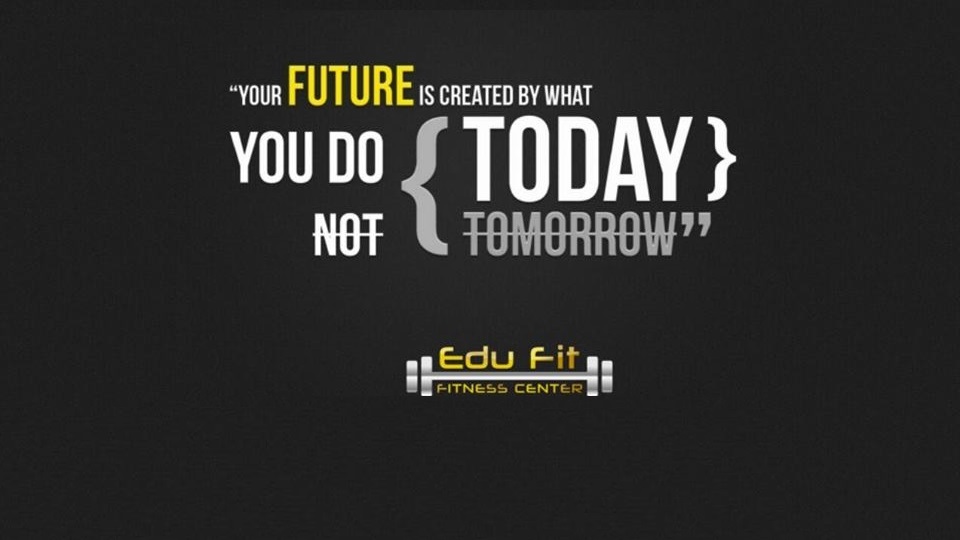 “YOUR FUTURE IS CREATED BY WHAT
YOU DO { TODAY }
NOT TOMORROW”
Edu Fit
FITNESS CENTER